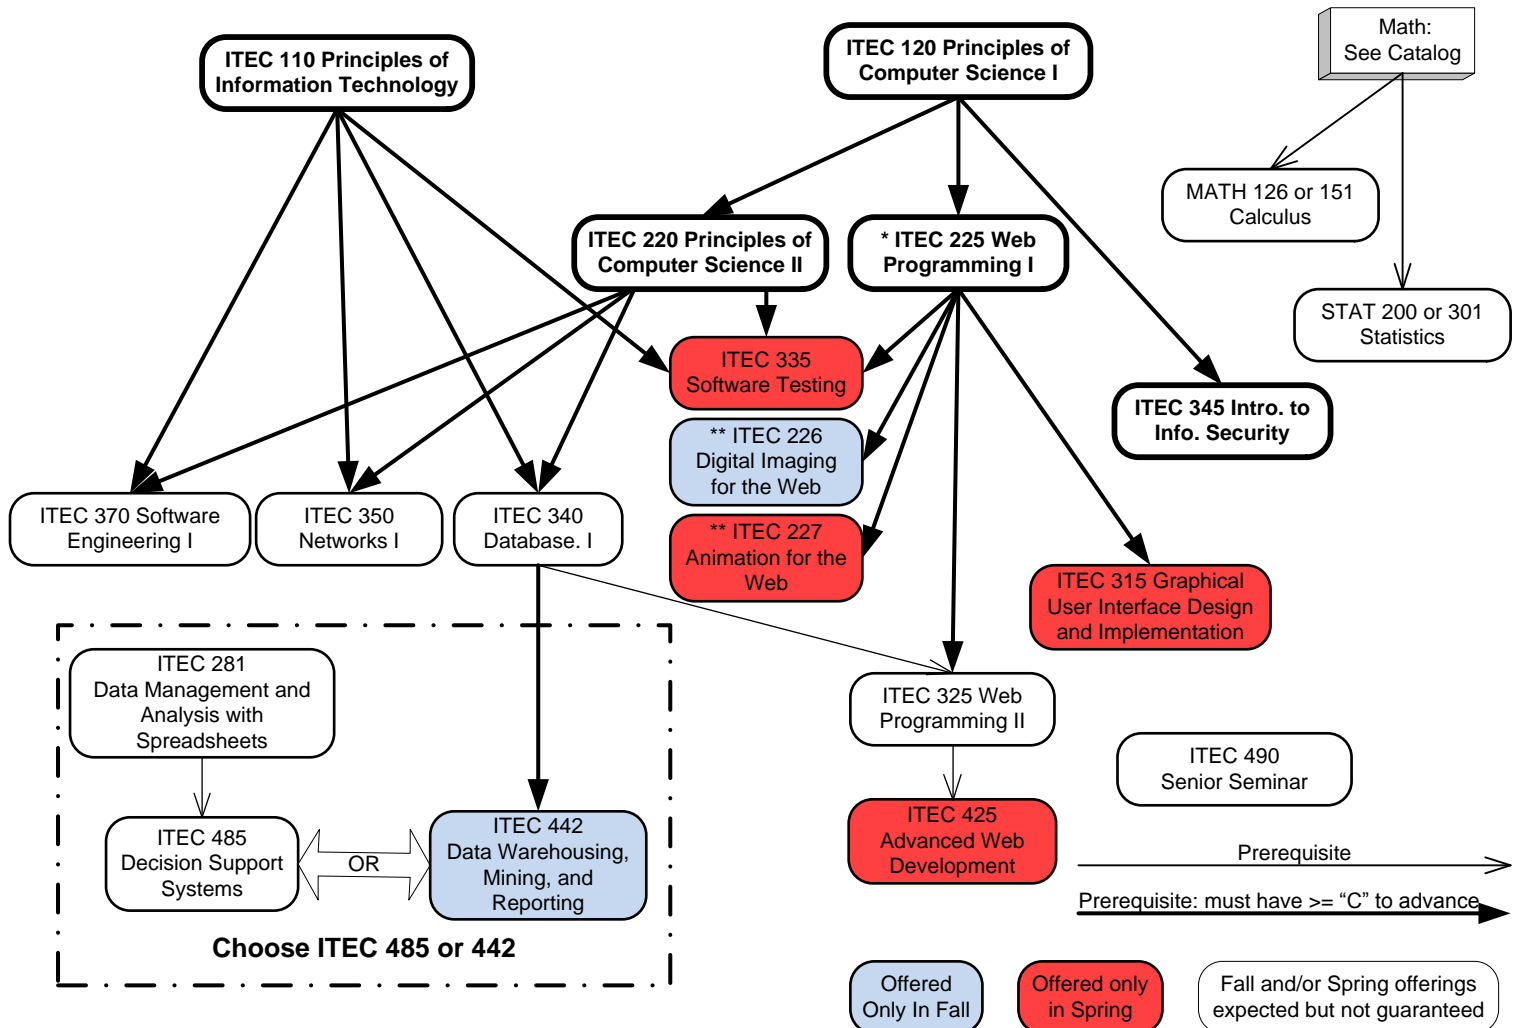 ITEC 110 Principles of
Information Technology
ITEC 120 Principles of
Computer Science I
Math:
See Catalog
MATH 126 or 151
Calculus
ITEC 220 Principles of
Computer Science II
* ITEC 225 Web
Programming I
STAT 200 or 301
Statistics
ITEC 335
Software Testing
ITEC 345 Intro. to
Info. Security
** ITEC 226
Digital Imaging
for the Web
ITEC 370 Software
Engineering I
ITEC 350
Networks I
ITEC 340
Database. I
** ITEC 227
Animation for the
Web
ITEC 315 Graphical
User Interface Design
and Implementation
ITEC 281
Data Management and
Analysis with
Spreadsheets
ITEC 325 Web
Programming II
ITEC 490
Senior Seminar
ITEC 485
Decision Support
Systems
OR
ITEC 442
Data Warehousing,
Mining, and
Reporting
ITEC 425
Advanced Web
Development
Prerequisite
Prerequisite: must have >= “C” to advance
Choose ITEC 485 or 442
Offered
Only In Fall
Offered only
in Spring
Fall and/or Spring offerings
expected but not guaranteed